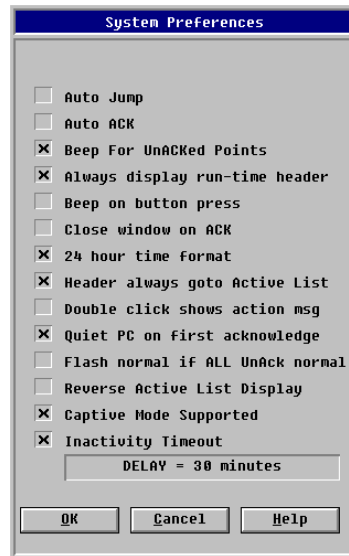 System Preferences
Auto Jump
Auto ACK
Beep For UnACKed Points
Always display run-time header
Beep on button press
Close window on ACK
24 hour time format
Header always goto Active List
Double click shows action msg
Quiet PC on first acknowledge
Flash normal if ALL UnAck normal
Reverse Active List Display
Captive Mode Supported
Inactivity Timeout
DELAY = 30 minutes
OK Cancel Help